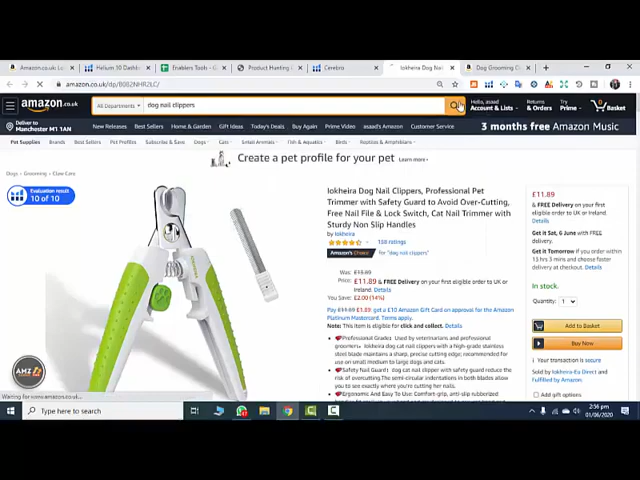 Amazon.co.uk: Lo
Helium 10 Dashb
Enablers Tools - G
Product Hunting
Cerebro
Iokheira Dog Nai
Dog Grooming
amazon.co.uk/dp/B082NHR2LC/
amazon.co.uk
All Departments
dog nail clippers
Hello, asaad
Account & Lists
Returns
& Orders
Try
Prime
0
Basket
Deliver to
Manchester M1 1AN
Best Sellers
New Releases
Home & Garden
Gift Ideas
Today's Deals
Buy Again
Prime Video
asaad's Amazon
Customer Service
3 months free Amazon Music
Pet Supplies
Brands
Best Sellers
Pet Profiles
Subscribe & Save
Dogs
Cats
Small Animals
Fish & Aquatics
Birds
Reptiles & Amphibians
Create a pet profile for your pet Learn more
Dogs › Grooming › Claw Care
Evaluation result
10 of 10
Iokheira Dog Nail Clippers, Professional Pet
Trimmer with Safety Guard to Avoid Over-Cutting,
Free Nail File & Lock Switch, Cat Nail Trimmer with
Sturdy Non Slip Handles
by Iokheira
ratings
Amazon's Choice for "dog nail clippers"
Was:
Price: £11.89 & FREE Delivery on your first eligible order to UK or
Ireland. Details
You Save: £2.00 (14%)
Pay £11.89 £1.89 get a £10 Amazon Gift Card on approval for the Amazon
Platinum Mastercard. Terms apply.
Note: This item is eligible for click and collect. Details
Professional Grade: Used by veterinarians and professional
groomers, Iokheira dog cat nail clippers with a high-grade stainless
steel blade maintains a sharp, precise cutting edge; recommended for
use on small medium to large dogs and cats.
Safety Nail Guard: dog claw clipper with safety guard reduce the
risk of overcutting. The semi-circular indentations in both blades allow
you to see exactly where you're cutting her nails.
Ergonomic And Easy To Use: Comfort-grip, anti-slip rubberized
£11.89
& FREE Delivery on your first
eligible order to UK or Ireland.
Details
Get it Sat, 6 June with FREE
delivery.
Get it Tomorrow if you order within
13 hrs 3 mins and choose faster
delivery at checkout. Details
In stock.
Quantity: 1
Add to Basket
Buy Now
Your transaction is secure
Sold by Iokheira-Eu Direct and
Fulfilled by Amazon.
Add gift options
AMZ
Waiting for www.amazon.co.uk...
Type here to search
2:56 pm
01/06/2020